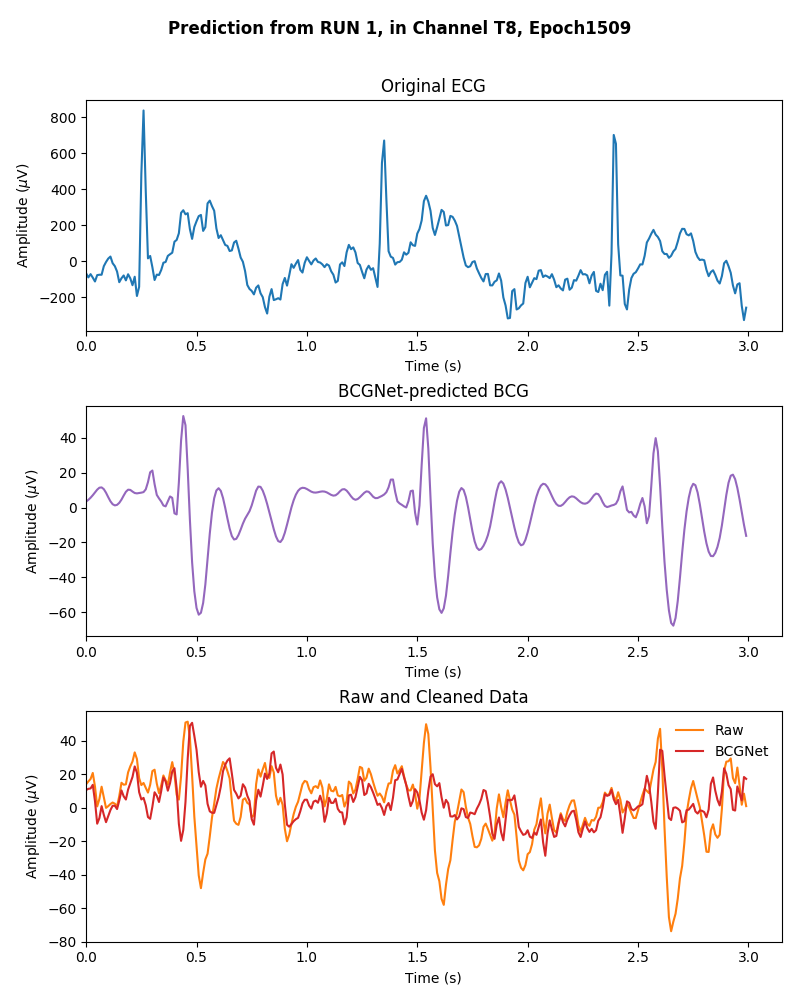 Prediction from RUN 1, in Channel T8, Epoch1509
Original ECG
Amplitude (μV)
800
600
400
200
0
−200
0.0 0.5 1.0 1.5 2.0 2.5 3.0
Time (s)
BCGNet-predicted BCG
Amplitude (μV)
40
20
0
−20
−40
−60
0.0 0.5 1.0 1.5 2.0 2.5 3.0
Time (s)
Raw and Cleaned Data
Amplitude (μV)
40
20
0
−20
−40
−60
−80
Raw
BCGNet
0.0 0.5 1.0 1.5 2.0 2.5 3.0
Time (s)